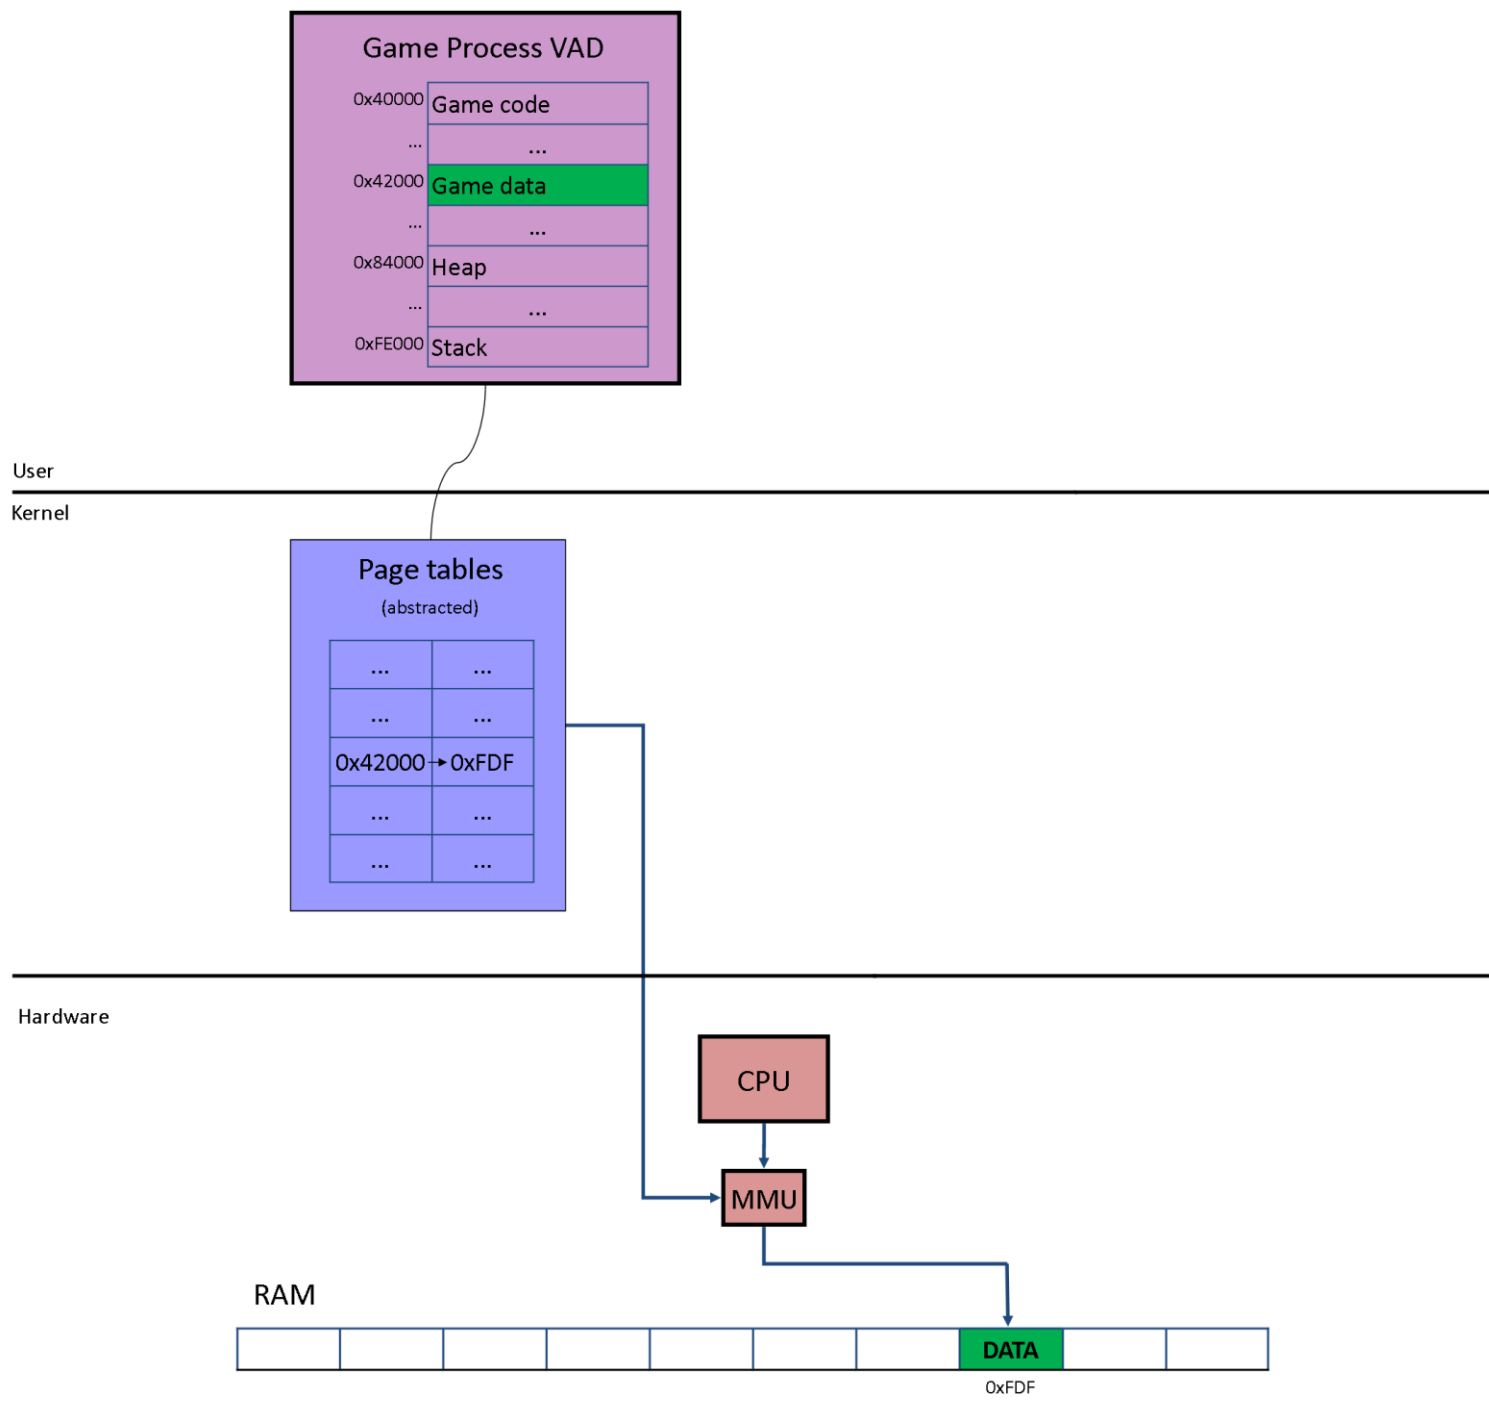 Game Process VAD
0x40000 Game code
... ...
0x42000 Game data
... ...
0x84000 Heap
... ...
0xFE000 Stack
User
Kernel
Page tables
(abstracted)
... ...
... ...
0x42000 → 0xFDF
... ...
... ...
Hardware
CPU
MMU
RAM
DATA
0xFDF